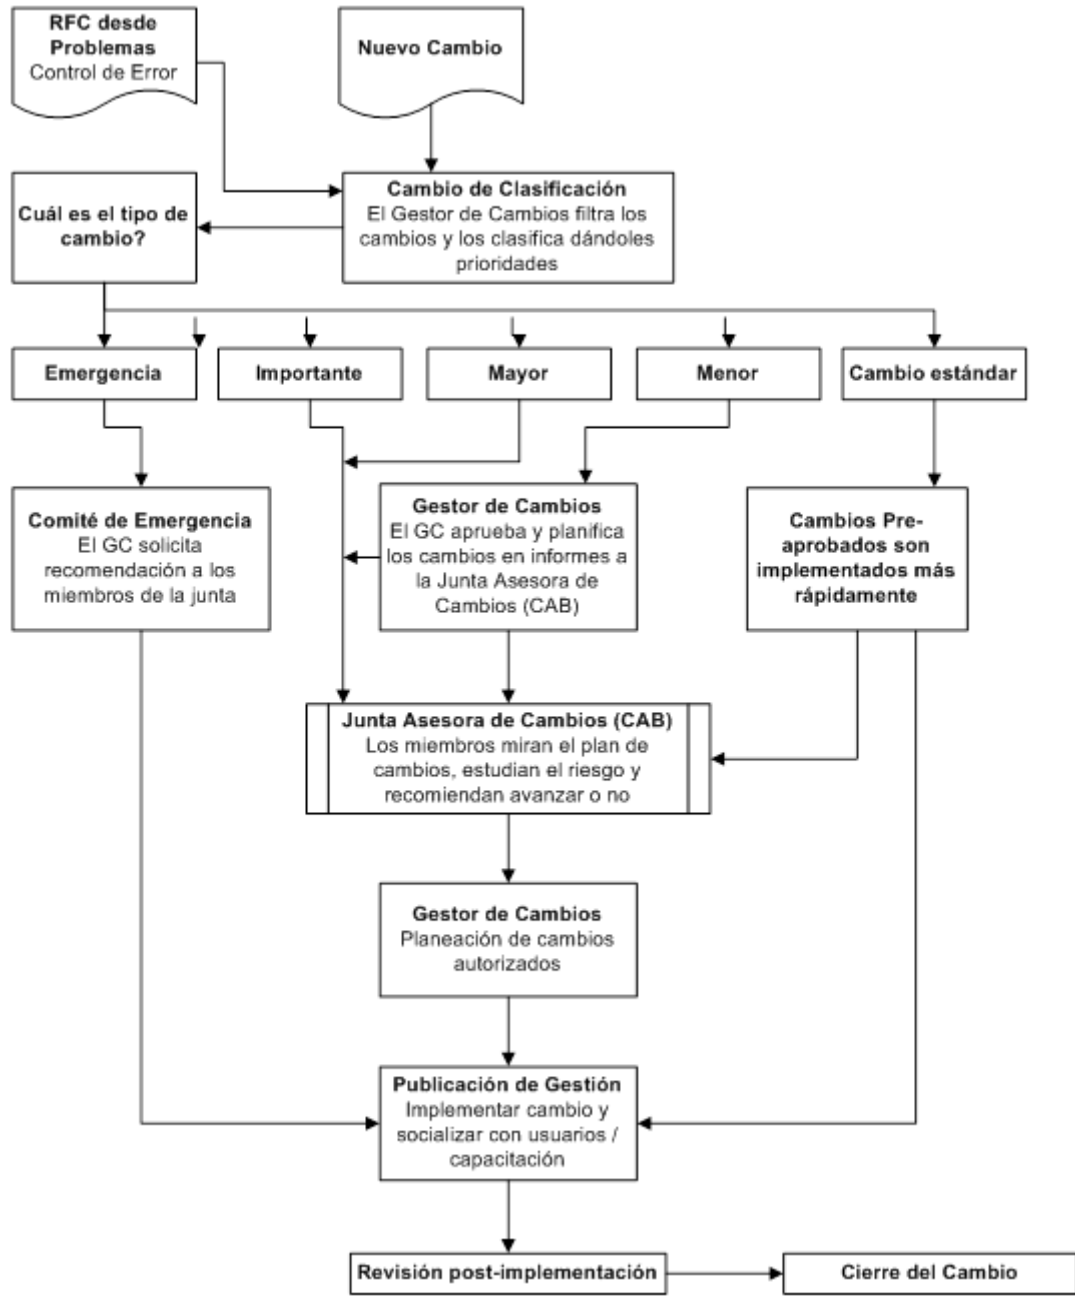 RFC desde
Problemas
Control de Error
Nuevo Cambio
Cuál es el tipo de
cambio?
Cambio de Clasificación
El Gestor de Cambios filtra los
cambios y los clasifica dándoles
prioridades
Emergencia
Importante
Mayor
Menor
Cambio estándar
Comité de Emergencia
El GC solicita
recomendación a los
miembros de la junta
Gestor de Cambios
El GC aprueba y planifica
los cambios en informes a
la Junta Asesora de
Cambios (CAB)
Cambios Pre-
aprobados son
implementados más
rápidamente
Junta Asesora de Cambios (CAB)
Los miembros miran el plan de
cambios, estudian el riesgo y
recomiendan avanzar o no
Gestor de Cambios
Planeación de cambios
autorizados
Publicación de Gestión
Implementar cambio y
socializar con usuarios /
capacitación
Revisión post-implementación
Cierre del Cambio